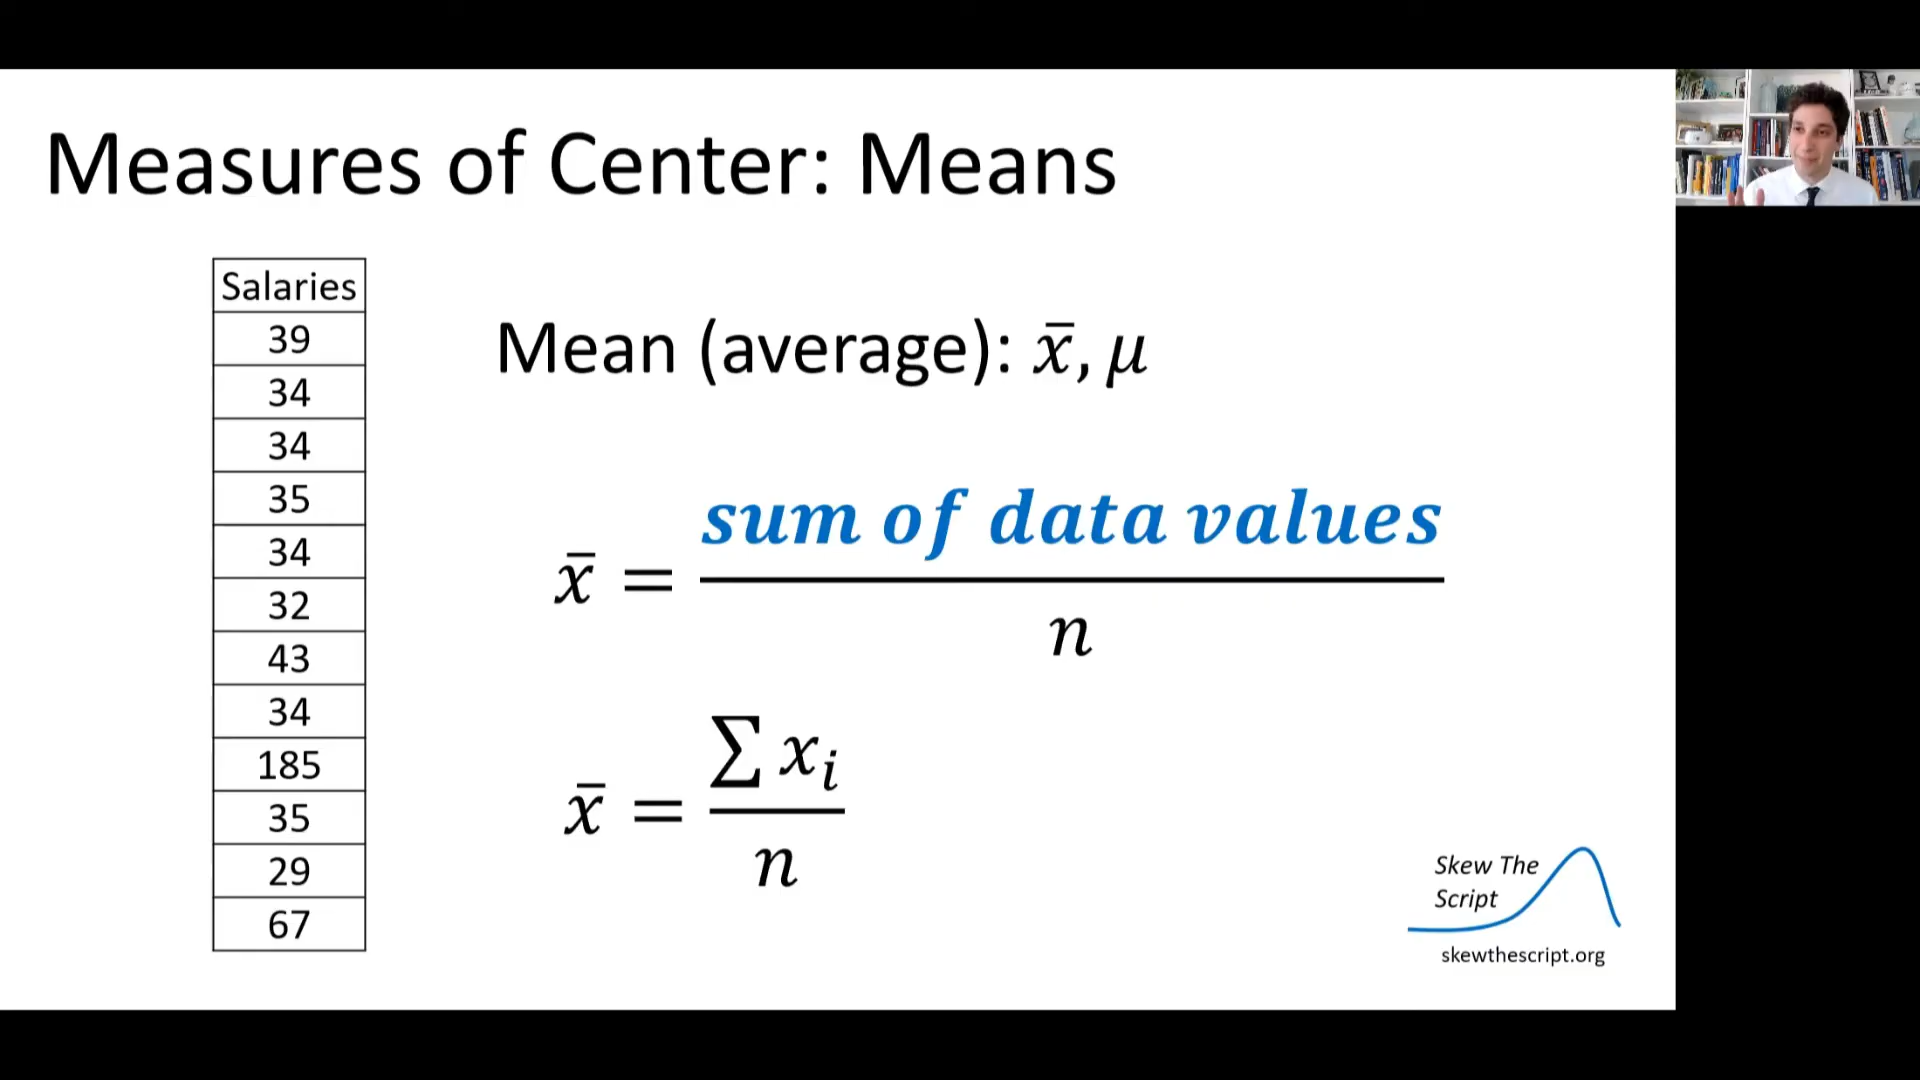 Measures of Center: Means
Salaries
39
34
34
35
34
32
43
34
185
35
29
67
Mean (average): x̄, μ
x̄ = sum of data values / n
x̄ = ∑ xᵢ / n
Skew The
Script
skewthescript.org